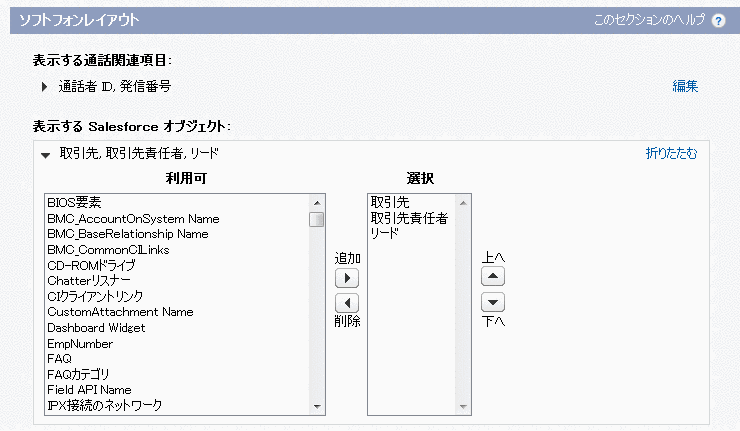 ソフトフォンレイアウト
このセクションのヘルプ ?
表示する通話関連項目:
通話者 ID, 発信番号
編集
表示する Salesforce オブジェクト:
取引先, 取引先責任者, リード
折りたたむ
利用可
BIOS要素
BMC_AccountOnSystem Name
BMC_BaseRelationship Name
BMC_CommonCILinks
CD-ROMドライブ
Chatterリスナー
CIクライアントリンク
CustomAttachment Name
Dashboard Widget
EmpNumber
FAQ
FAQカテゴリ
Field API Name
IPX接続のネットワーク
追加
削除
選択
取引先
取引先責任者
リード
上へ
下へ